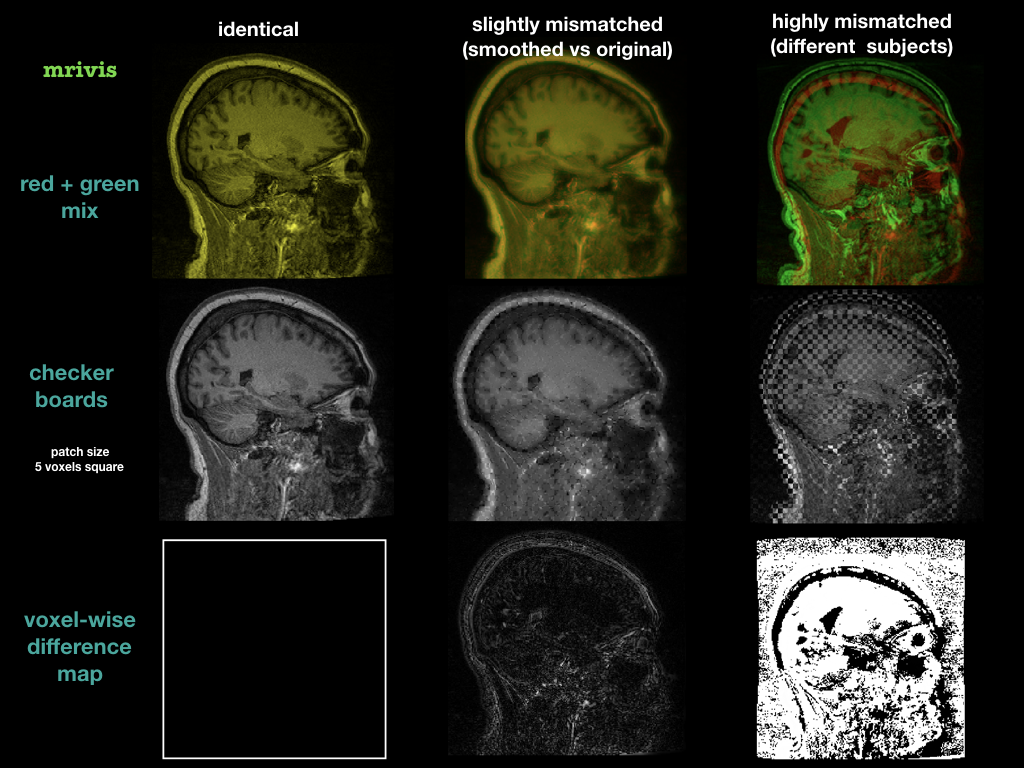 identical
slightly mismatched
(smoothed vs original)
highly mismatched
(different subjects)
mrivis
red + green
mix
checker
boards
patch size
5 voxels square
voxel-wise
difference
map